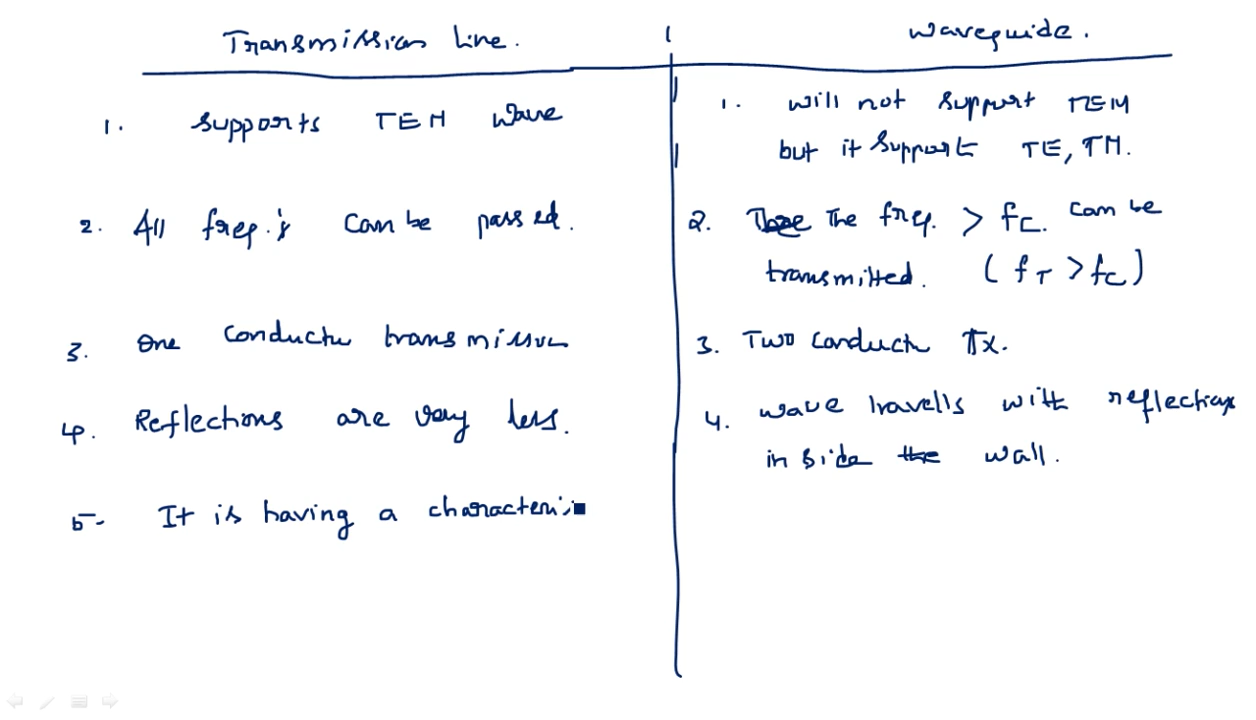 Transmission Line.
Waveguide.
1. Supports TEM Wave
1. will not support TEM
but it support TE, TM.
2. All freq.'s can be passed.
2. The freq. > fc. can be
transmitted. (fT > fc)
3. One conductor transmission
3. Two conductor Tx.
4. Reflections are very less.
4. wave travells with reflections
inside the wall.
5. It is having a characteris